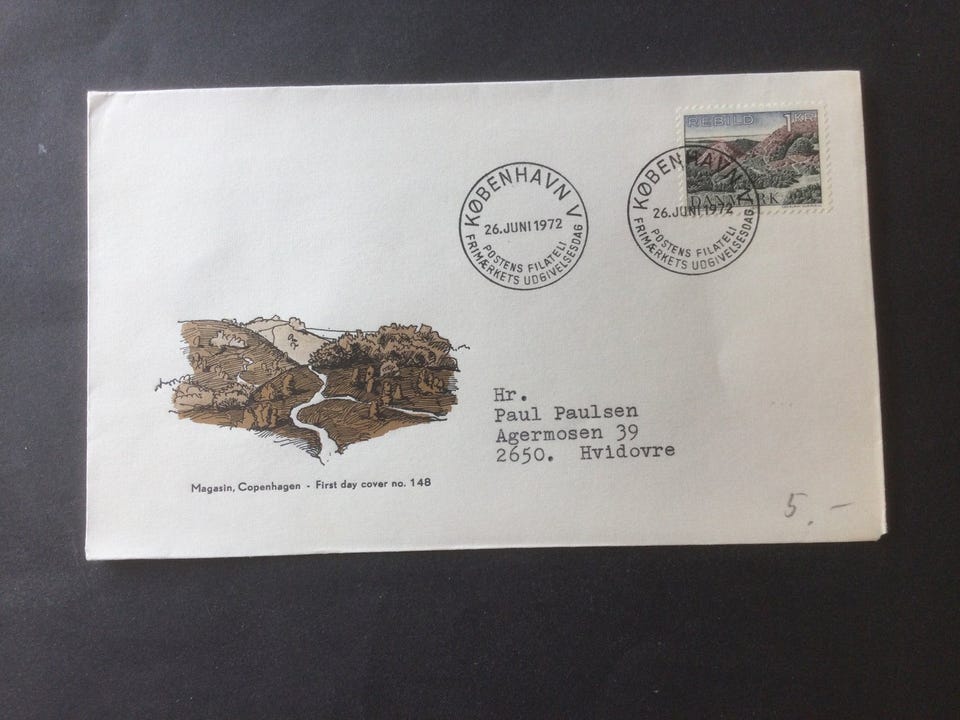 REBILD 1 KR
DANMARK
KØBENHAVN V
26. JUNI 1972
POSTENS FILATELI
FRIMÆRKETS UDGIVELSESDAG
KØBENHAVN V
26. JUNI 1972
POSTENS FILATELI
FRIMÆRKETS UDGIVELSESDAG
Hr.
Paul Paulsen
Agermosen 39
2650. Hvidovre
Magasin, Copenhagen - First day cover no. 148
5.-